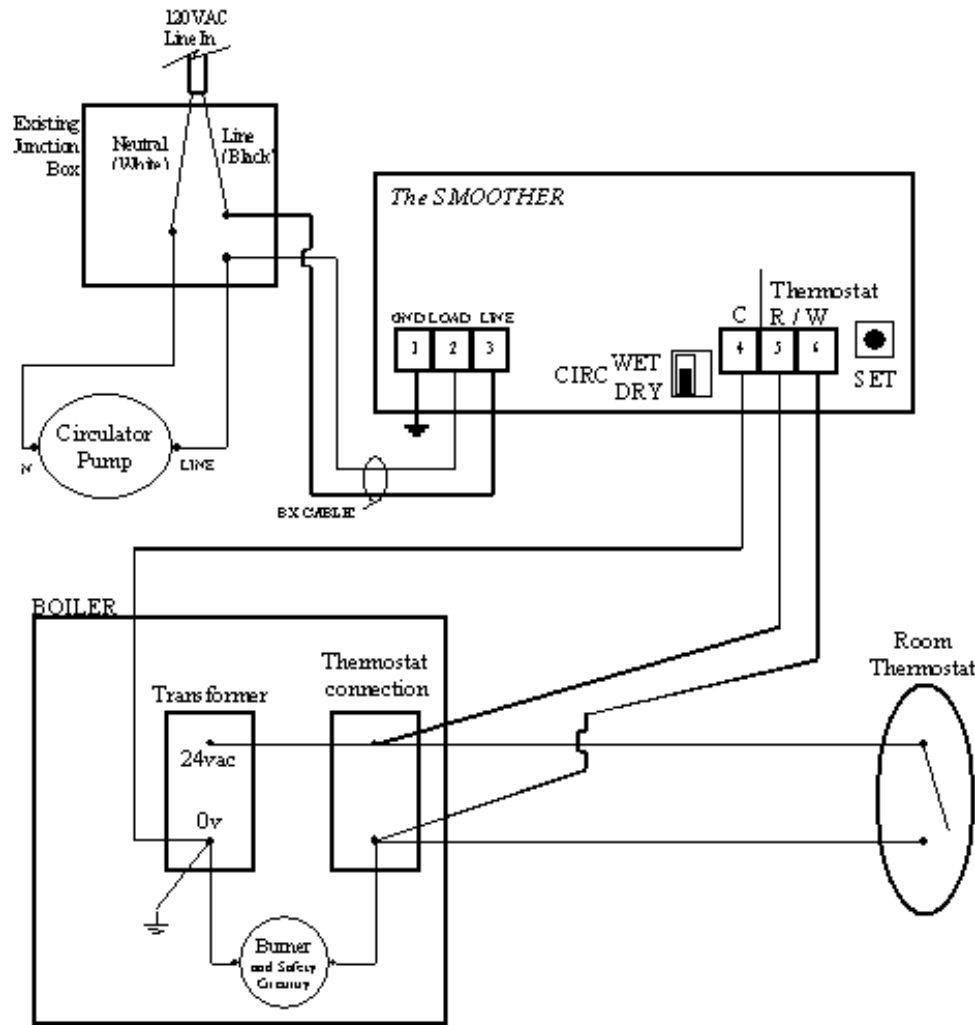 120 VAC
Line In
Existing
Junction
Box
Neutral
(White)
Line
(Black)
The SMOOTHER
GND LOAD LINE
1 2 3
CIRC
WET
DRY
Thermostat
C R / W
4 5 6
SET
Circulator
Pump
N
LINE
BX CABLE
BOILER
Transformer
Thermostat
connection
24vac
0v
Burner
and Safety
Room
Thermostat